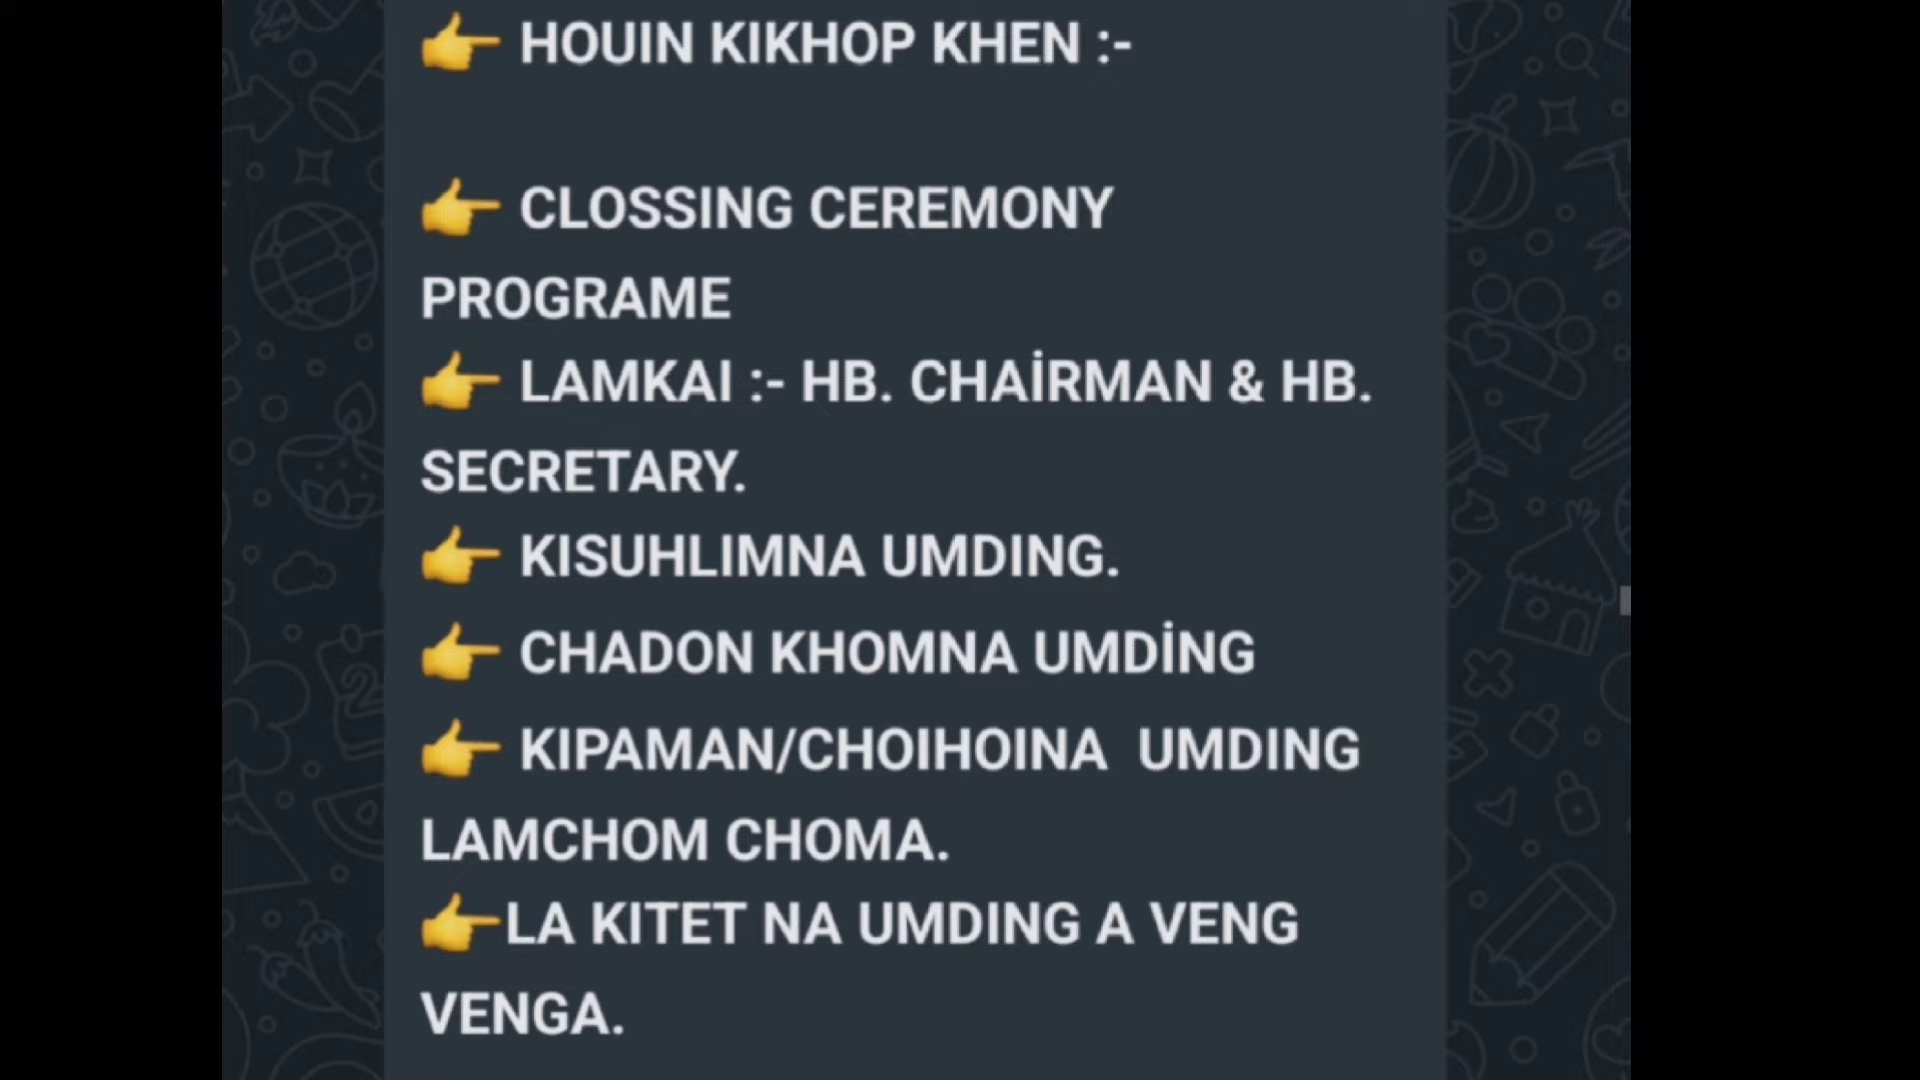 👉 HOUIN KIKHOP KHEN :-
👉 CLOSSING CEREMONY
PROGRAME
👉 LAMKAI :- HB. CHAİRMAN & HB.
SECRETARY.
👉 KISUHLIMNA UMDING.
👉 CHADON KHOMNA UMDİNG
👉 KIPAMAN/CHOIHOINA  UMDING
LAMCHOM CHOMA.
👉LA KITET NA UMDING A VENG
VENGA.